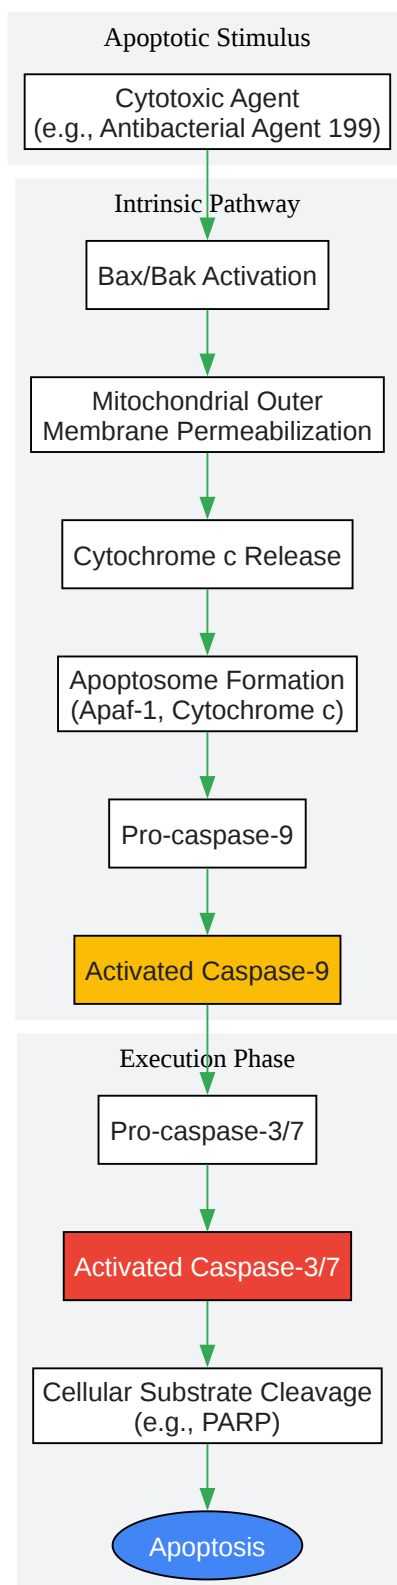 Apoptotic Stimulus
Cytotoxic Agent
(e.g., Antibacterial Agent 199)
Intrinsic Pathway
Bax/Bak Activation
Mitochondrial Outer
Membrane Permeabilization
Cytochrome c Release
Apoptosome Formation
(Apaf-1, Cytochrome c)
Pro-caspase-9
Activated Caspase-9
Execution Phase
Pro-caspase-3/7
Activated Caspase-3/7
Cellular Substrate Cleavage
(e.g., PARP)
Apoptosis